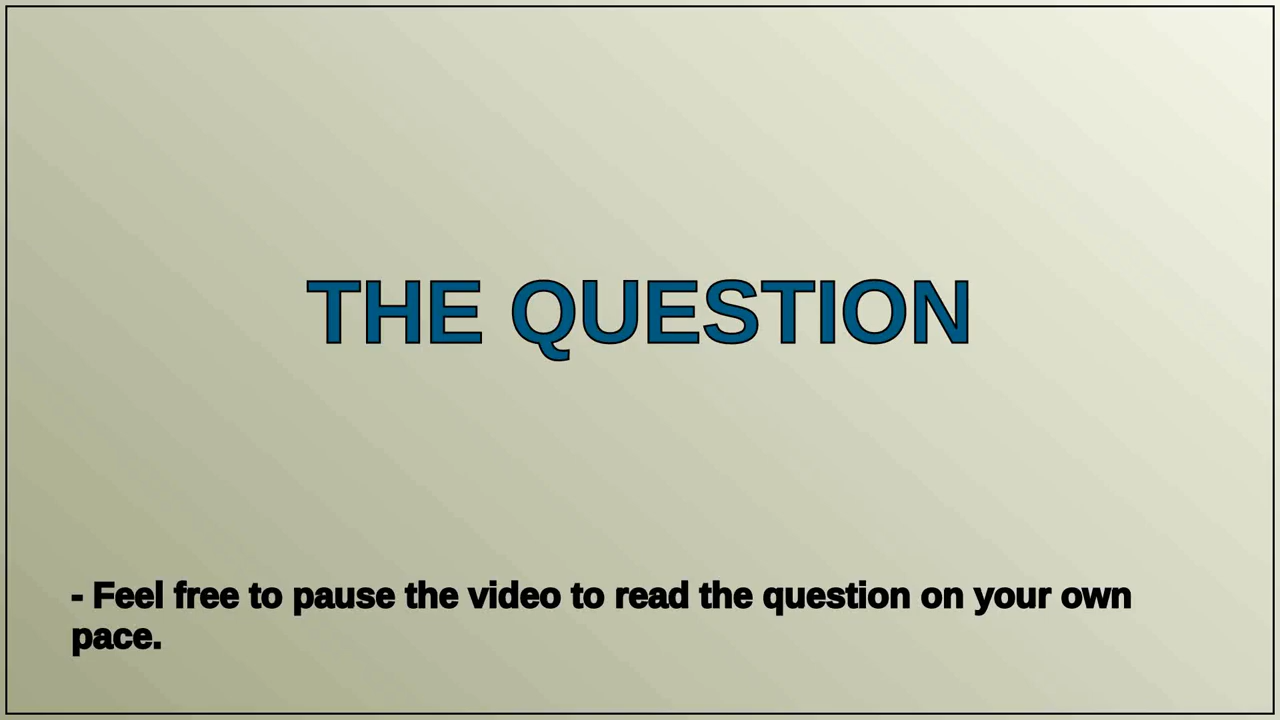 THE QUESTION
- Feel free to pause the video to read the question on your own
pace.